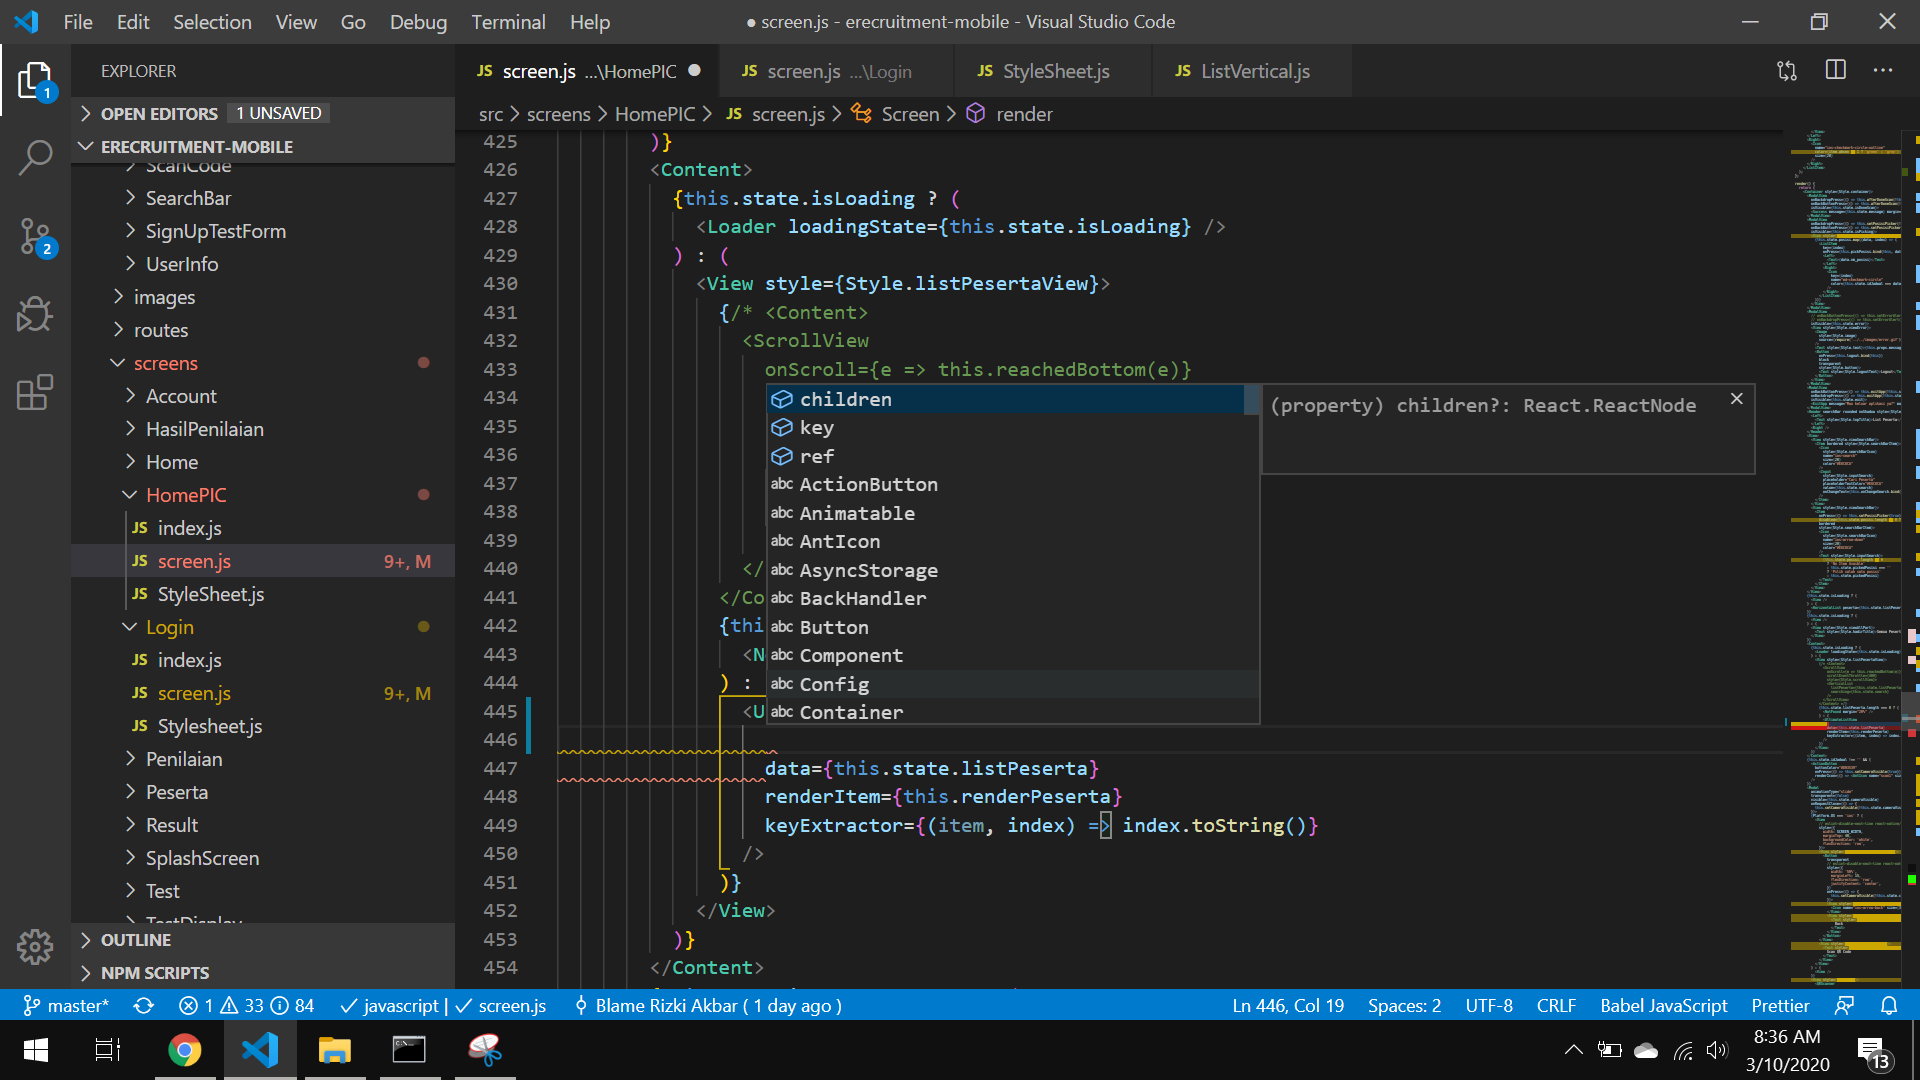 File Edit Selection View Go Debug Terminal Help
● screen.js - erecruitment-mobile - Visual Studio Code
EXPLORER
OPEN EDITORS 1 UNSAVED
ERECRUITMENT-MOBILE
ScanCode
SearchBar
SignUpTestForm
UserInfo
images
routes
screens
Account
HasilPenilaian
Home
HomePIC
JS index.js
JS screen.js 9+, M
JS StyleSheet.js
Login
JS index.js
JS screen.js 9+, M
JS Stylesheet.js
Penilaian
Peserta
Result
SplashScreen
Test
TestDisplay
OUTLINE
NPM SCRIPTS
1
2
JS screen.js ...\HomePIC ●
JS screen.js ...\Login
JS StyleSheet.js
JS ListVertical.js
src > screens > HomePIC > JS screen.js > Screen > render
425 )}
426 <Content>
427 {this.state.isLoading ? (
428 <Loader loadingState={this.state.isLoading} />
429 ) : (
430 <View style={Style.listPesertaView}>
431 {/* <Content>
432 <ScrollView
433 onScroll={e => this.reachedBottom(e)}
434
435
436
437
438
439
440 </
441 </Co
442 {thi
443 <N
444 ) :
445 <U
446
447 data={this.state.listPeserta}
448 renderItem={this.renderPeserta}
449 keyExtractor={(item, index) => index.toString()}
450 />
451 )}
452 </View>
453 )}
454 </Content>
children
key
ref
abc ActionButton
abc Animatable
abc AntIcon
abc AsyncStorage
abc BackHandler
abc Button
abc Component
abc Config
abc Container
(property) children?: React.ReactNode
master* 1 33 84 javascript | screen.js Blame Rizki Akbar ( 1 day ago ) Ln 446, Col 19 Spaces: 2 UTF-8 CRLF Babel JavaScript Prettier
8:36 AM
3/10/2020
13